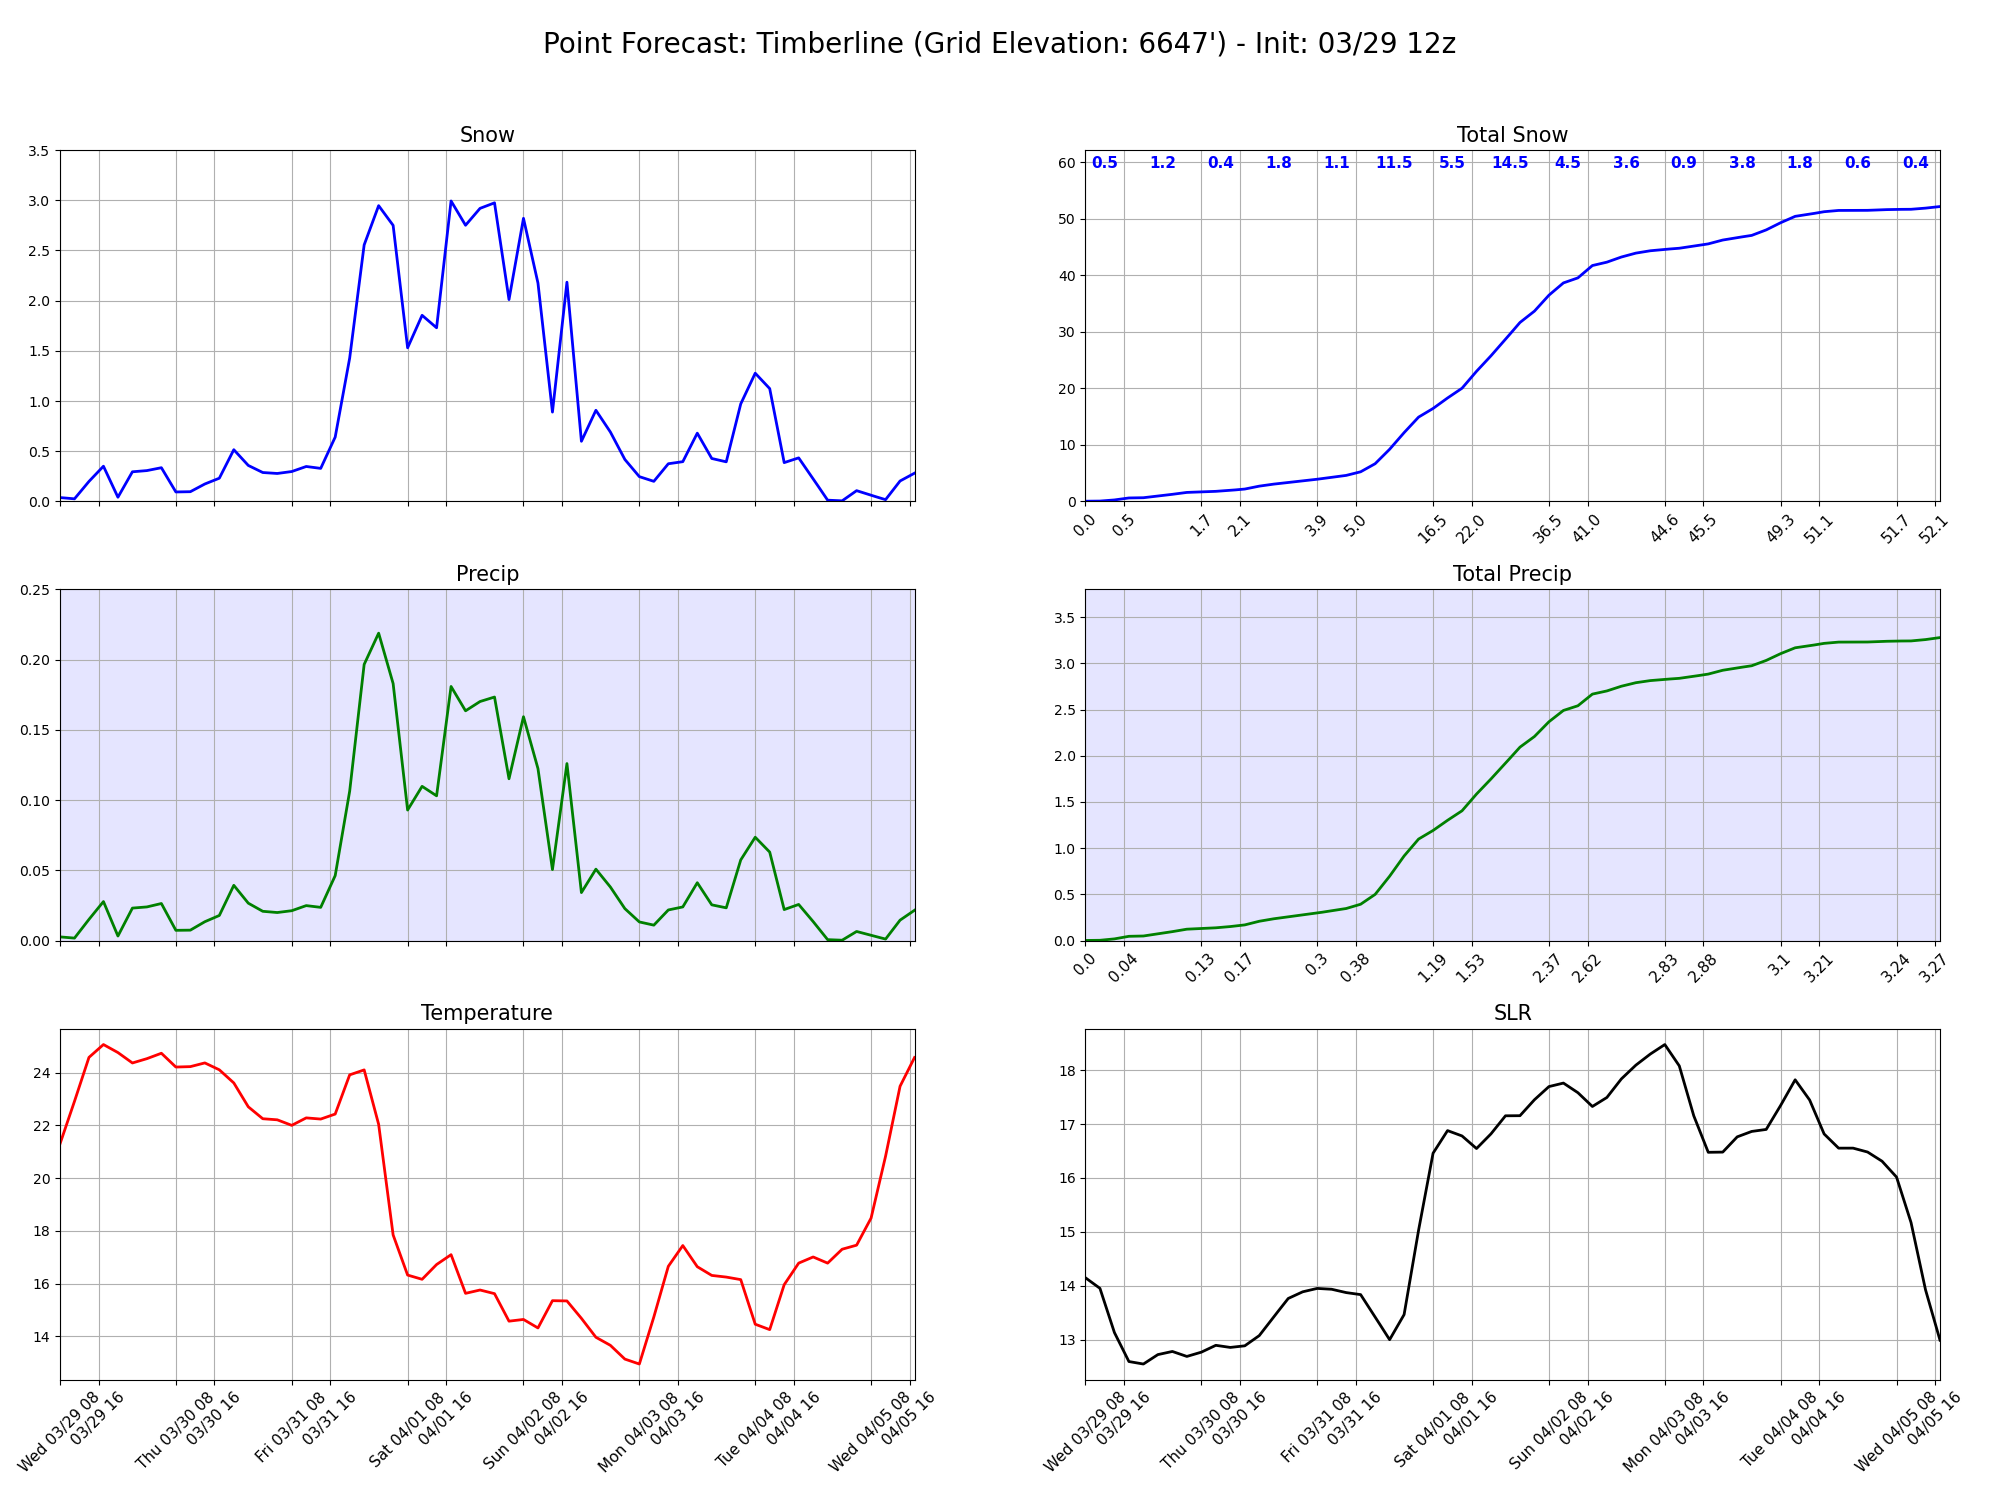 Point Forecast: Timberline (Grid Elevation: 6647') - Init: 03/29 12z
Snow
3.5
3.0
2.5
2.0
1.5
1.0
0.5
0.0
Total Snow
60
50
40
30
20
10
0
0.5 1.2 0.4 1.8 1.1 11.5 5.5 14.5 4.5 3.6 0.9 3.8 1.8 0.6 0.4
0.0 0.5 1.7 2.1 3.9 5.0 16.5 22.0 36.5 41.0 44.6 45.5 49.3 51.1 51.7 52.1
Precip
0.25
0.20
0.15
0.10
0.05
0.00
Total Precip
3.5
3.0
2.5
2.0
1.5
1.0
0.5
0.0
0.0 0.04 0.13 0.17 0.3 0.38 1.19 1.53 2.37 2.62 2.83 2.88 3.1 3.21 3.24 3.27
Temperature
24
22
20
18
16
14
Wed 03/29 08
03/29 16
Thu 03/30 08
03/30 16
Fri 03/31 08
03/31 16
Sat 04/01 08
04/01 16
Sun 04/02 08
04/02 16
Mon 04/03 08
04/03 16
Tue 04/04 08
04/04 16
Wed 04/05 08
04/05 16
SLR
18
17
16
15
14
13
Wed 03/29 08
03/29 16
Thu 03/30 08
03/30 16
Fri 03/31 08
03/31 16
Sat 04/01 08
04/01 16
Sun 04/02 08
04/02 16
Mon 04/03 08
04/03 16
Tue 04/04 08
04/04 16
Wed 04/05 08
04/05 16